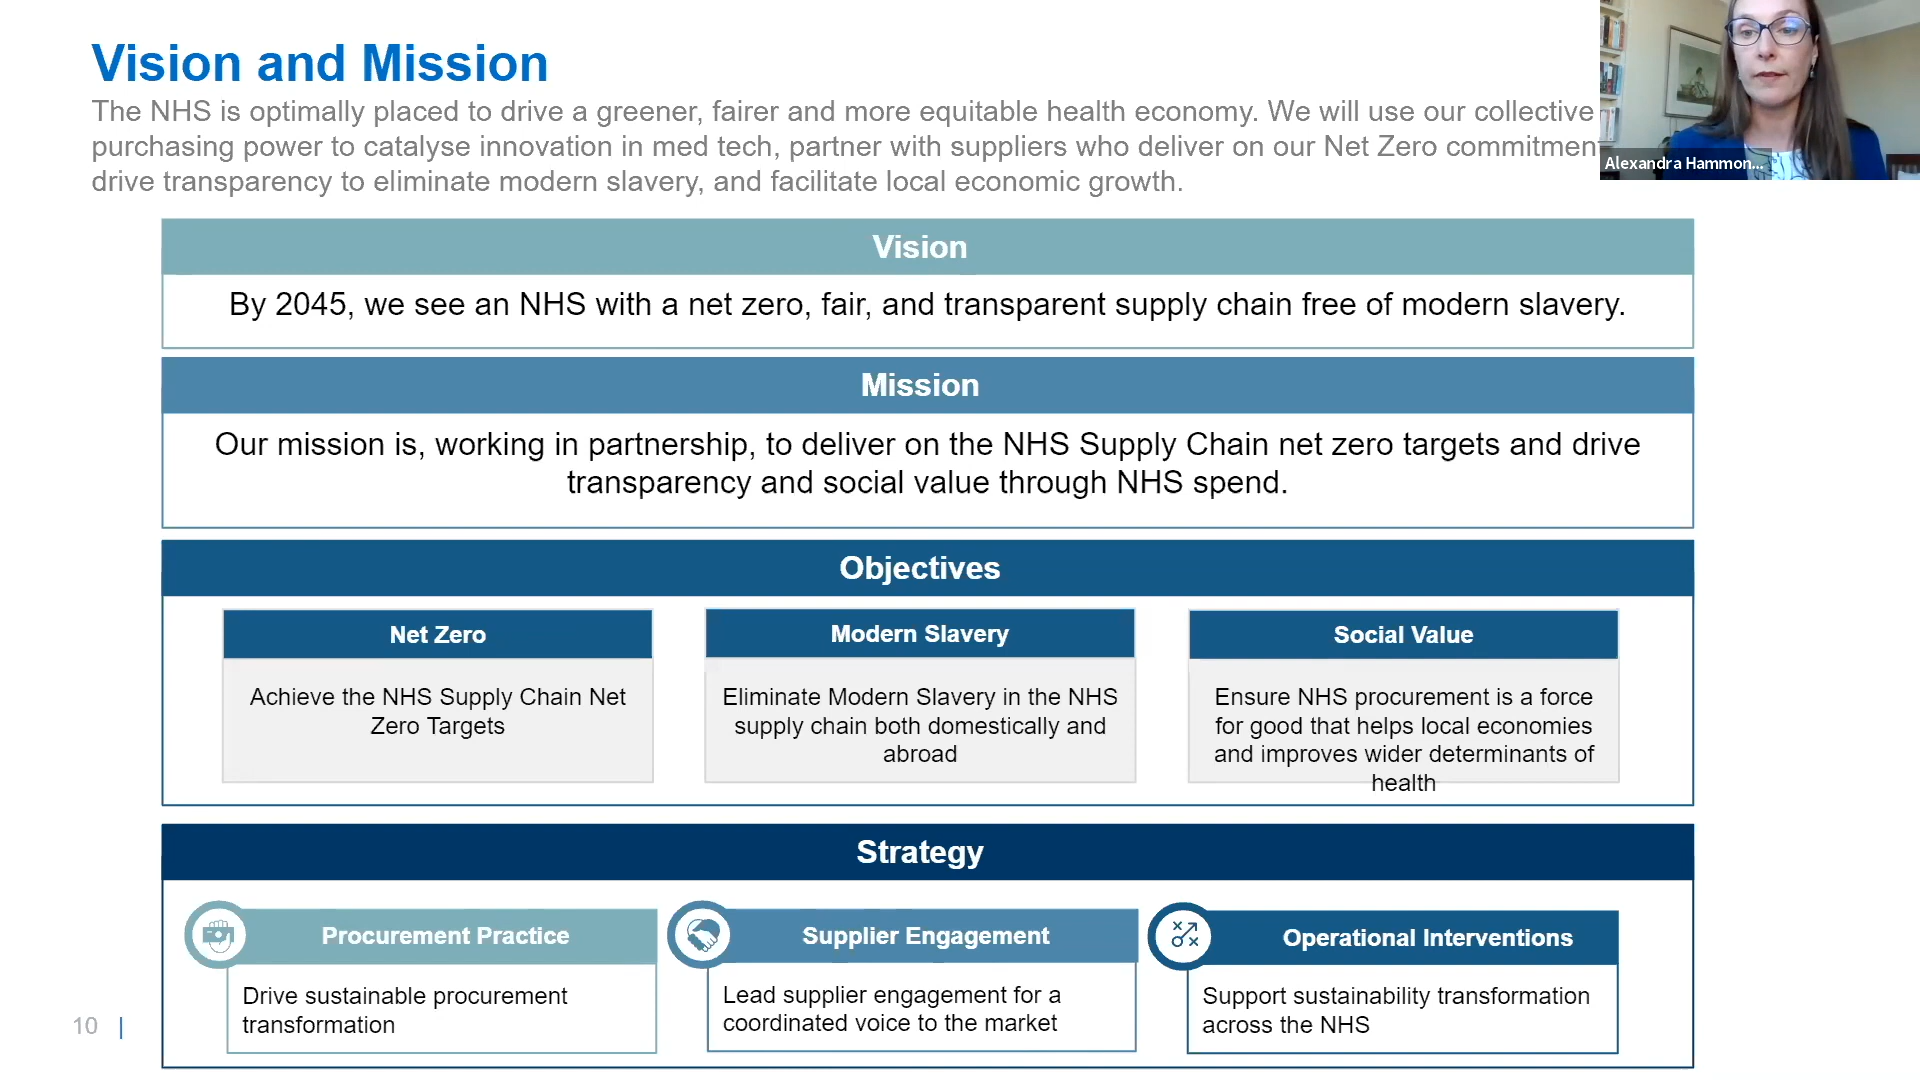 Vision and Mission
The NHS is optimally placed to drive a greener, fairer and more equitable health economy. We will use our collective
purchasing power to catalyse innovation in med tech, partner with suppliers who deliver on our Net Zero commitmen
drive transparency to eliminate modern slavery, and facilitate local economic growth.
Alexandra Hammon...
Vision
By 2045, we see an NHS with a net zero, fair, and transparent supply chain free of modern slavery.
Mission
Our mission is, working in partnership, to deliver on the NHS Supply Chain net zero targets and drive
transparency and social value through NHS spend.
Objectives
Net Zero
Achieve the NHS Supply Chain Net
Zero Targets
Modern Slavery
Eliminate Modern Slavery in the NHS
supply chain both domestically and
abroad
Social Value
Ensure NHS procurement is a force
for good that helps local economies
and improves wider determinants of
health
Strategy
Procurement Practice
Drive sustainable procurement
transformation
Supplier Engagement
Lead supplier engagement for a
coordinated voice to the market
Operational Interventions
Support sustainability transformation
across the NHS
10 |